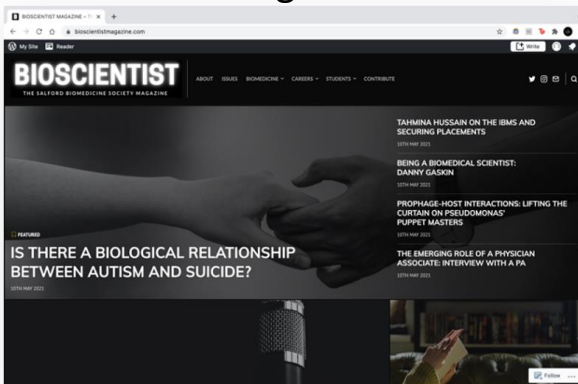 BIOSCIENTIST MAGAZINE – T
bioscientistmagazine.com
My Site Reader Write
BIOSCIENTIST
THE SALFORD BIOMEDICINE SOCIETY MAGAZINE
ABOUT ISSUES BIOMEDICINE CAREERS STUDENTS CONTRIBUTE
FEATURED
IS THERE A BIOLOGICAL RELATIONSHIP
BETWEEN AUTISM AND SUICIDE?
10TH MAY 2021
TAHMINA HUSSAIN ON THE IBMS AND
SECURING PLACEMENTS
10TH MAY 2021
BEING A BIOMEDICAL SCIENTIST:
DANNY GASKIN
10TH MAY 2021
PROPHAGE-HOST INTERACTIONS: LIFTING THE
CURTAIN ON PSEUDOMONAS'
PUPPET MASTERS
10TH MAY 2021
THE EMERGING ROLE OF A PHYSICIAN
ASSOCIATE: INTERVIEW WITH A PA
10TH MAY 2021
Follow ...